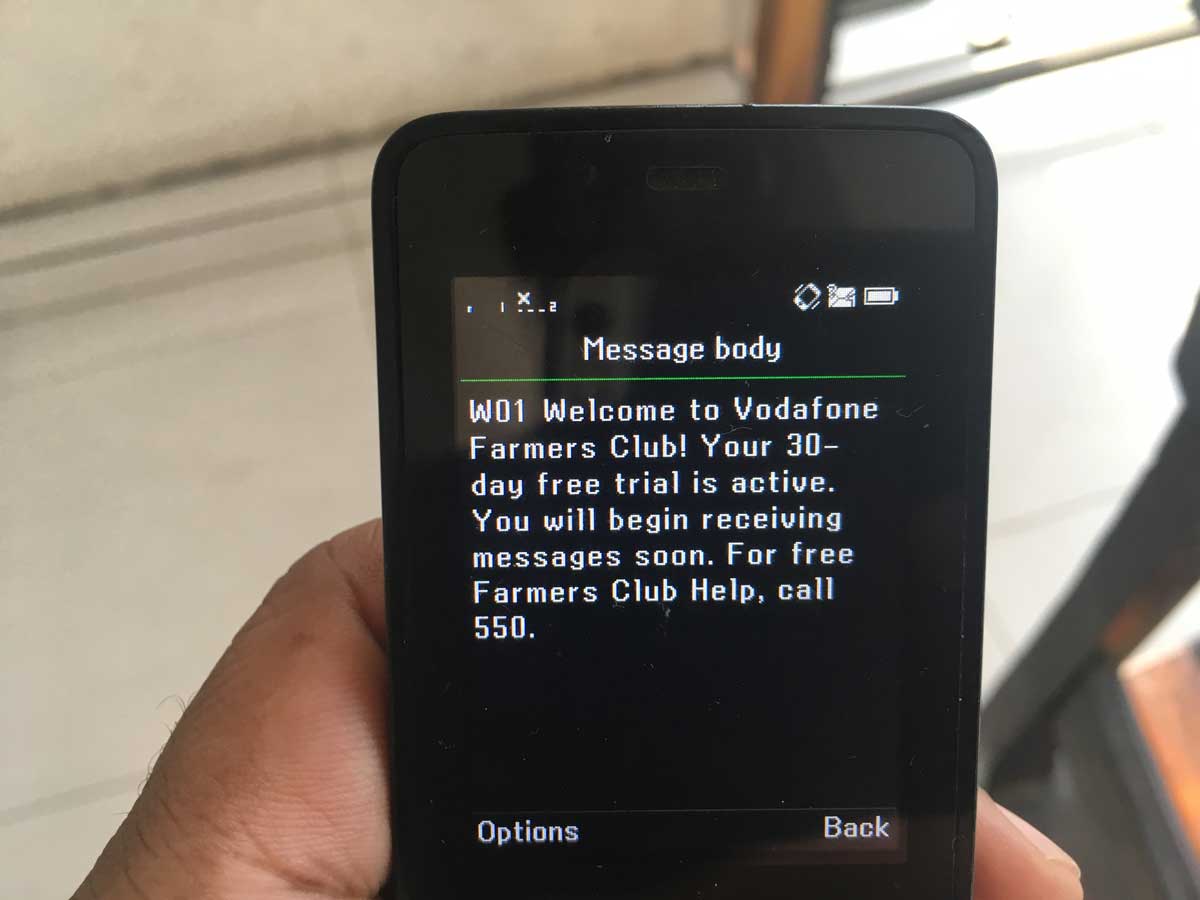 Message body
W01 Welcome to Vodafone
Farmers Club! Your 30-
day free trial is active.
You will begin receiving
messages soon. For free
Farmers Club Help, call
550.
Options
Back